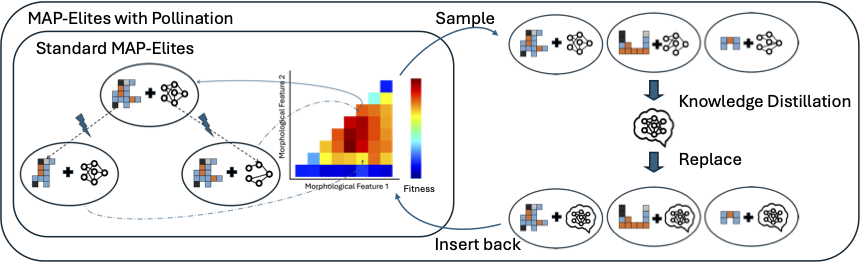 MAP-Elites with Pollination
Standard MAP-Elites
Sample
Knowledge Distillation
Replace
Insert back
Morphological Feature 2
Morphological Feature 1
Fitness